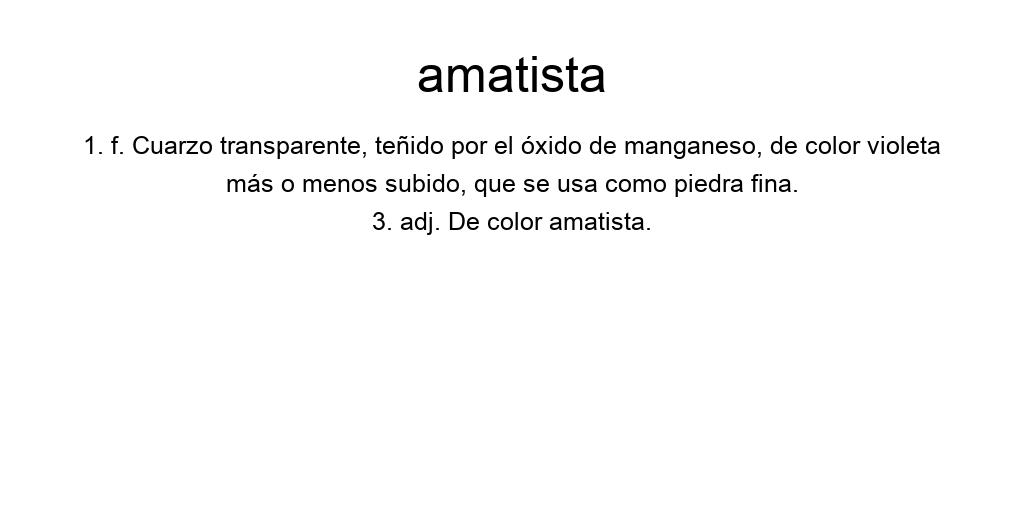 amatista
1. f. Cuarzo transparente, teñido por el óxido de manganeso, de color violeta
más o menos subido, que se usa como piedra fina.
3. adj. De color amatista.